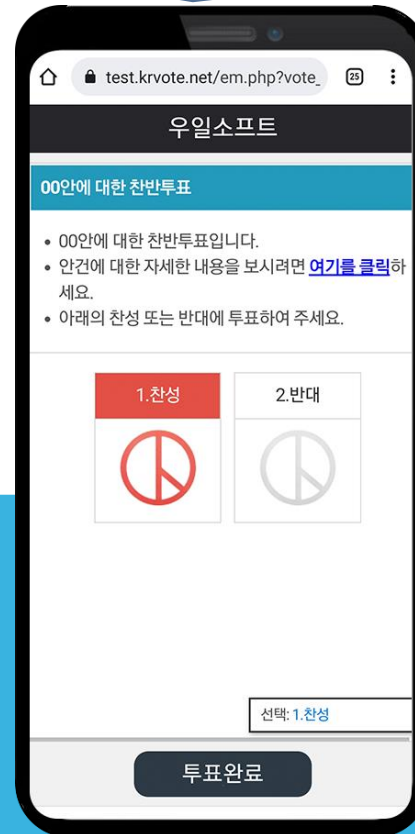 test.krvote.net/em.php?vote_
25
우일소프트
00안에 대한 찬반투표
• 00안에 대한 찬반투표입니다.
• 안건에 대한 자세한 내용을 보시려면 여기를 클릭하
세요.
• 아래의 찬성 또는 반대에 투표하여 주세요.
1.찬성
2.반대
선택: 1.찬성
투표완료